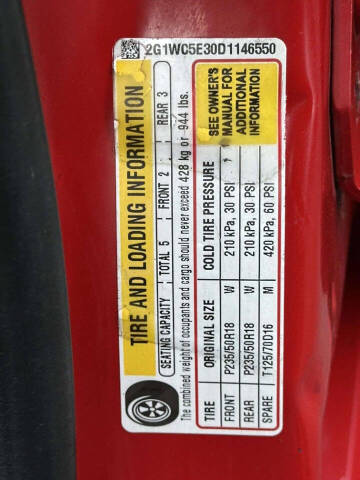 2G1WC5E30D1146550
TIRE AND LOADING INFORMATION
SEATING CAPACITY TOTAL 5 FRONT 2 REAR 3
The combined weight of occupants and cargo should never exceed 428 kg or 944 lbs.
TIRE ORIGINAL SIZE COLD TIRE PRESSURE
FRONT P235/50R18 W 210 kPa, 30 PSI
REAR P235/50R18 W 210 kPa, 30 PSI
SPARE T125/70D16 M 420 kPa, 60 PSI
SEE OWNER'S
MANUAL FOR
ADDITIONAL
INFORMATION